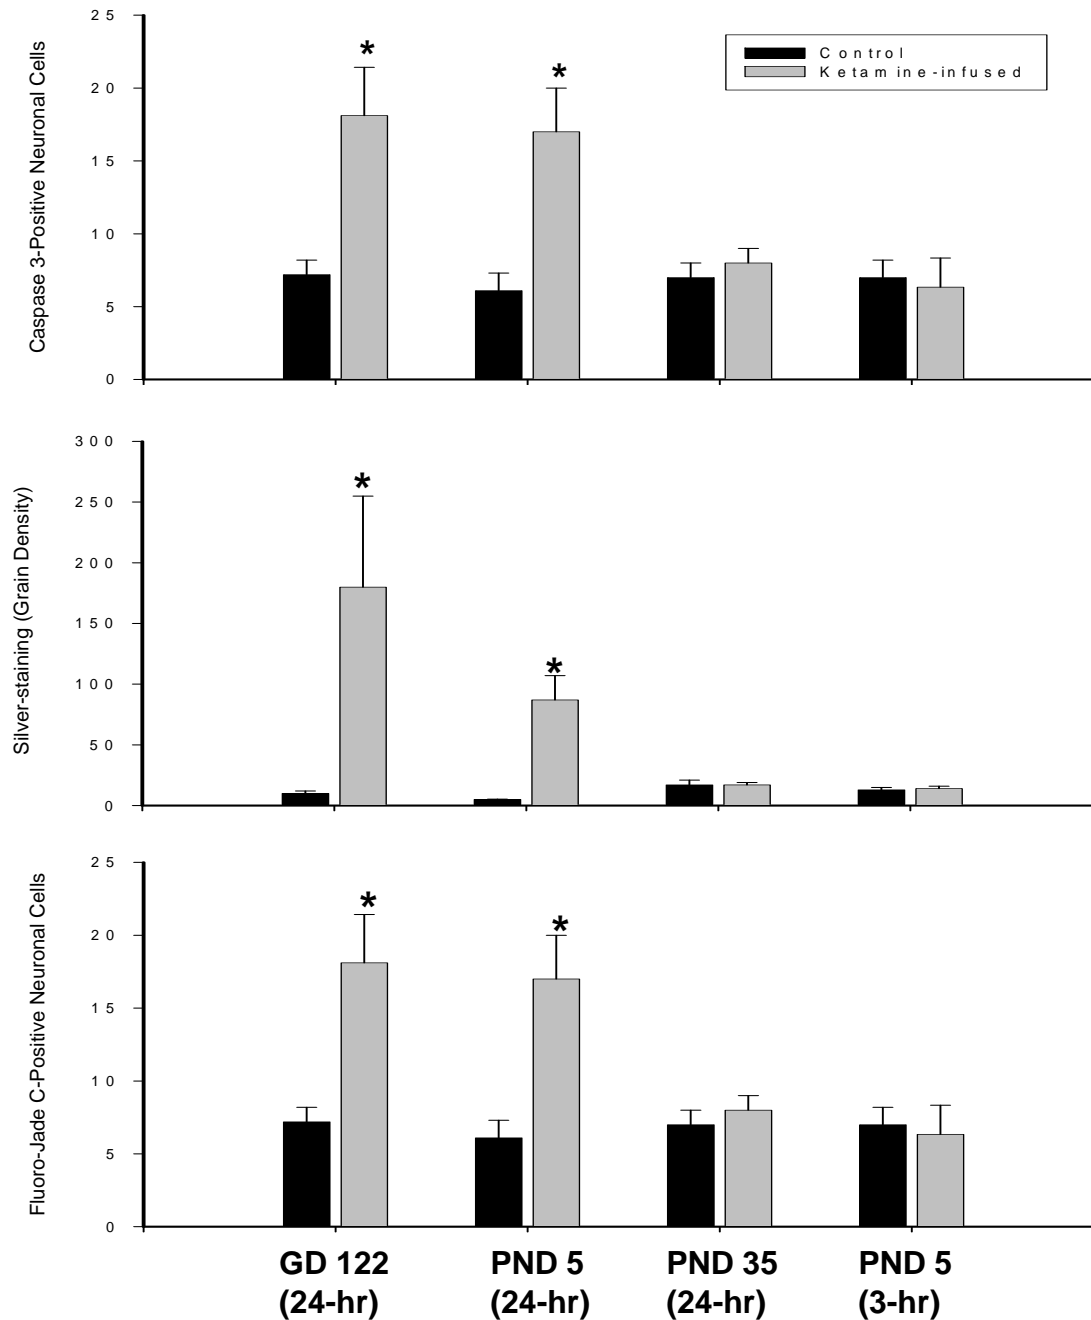 25
20
15
10
5
0
Caspase 3-Positive Neuronal Cells
*
*
Control
Ketamine-infused
300
250
200
150
100
50
0
Silver-staining (Grain Density)
*
*
25
20
15
10
5
0
Fluoro-Jade C-Positive Neuronal Cells
*
*
GD 122
(24-hr)
PND 5
(24-hr)
PND 35
(24-hr)
PND 5
(3-hr)